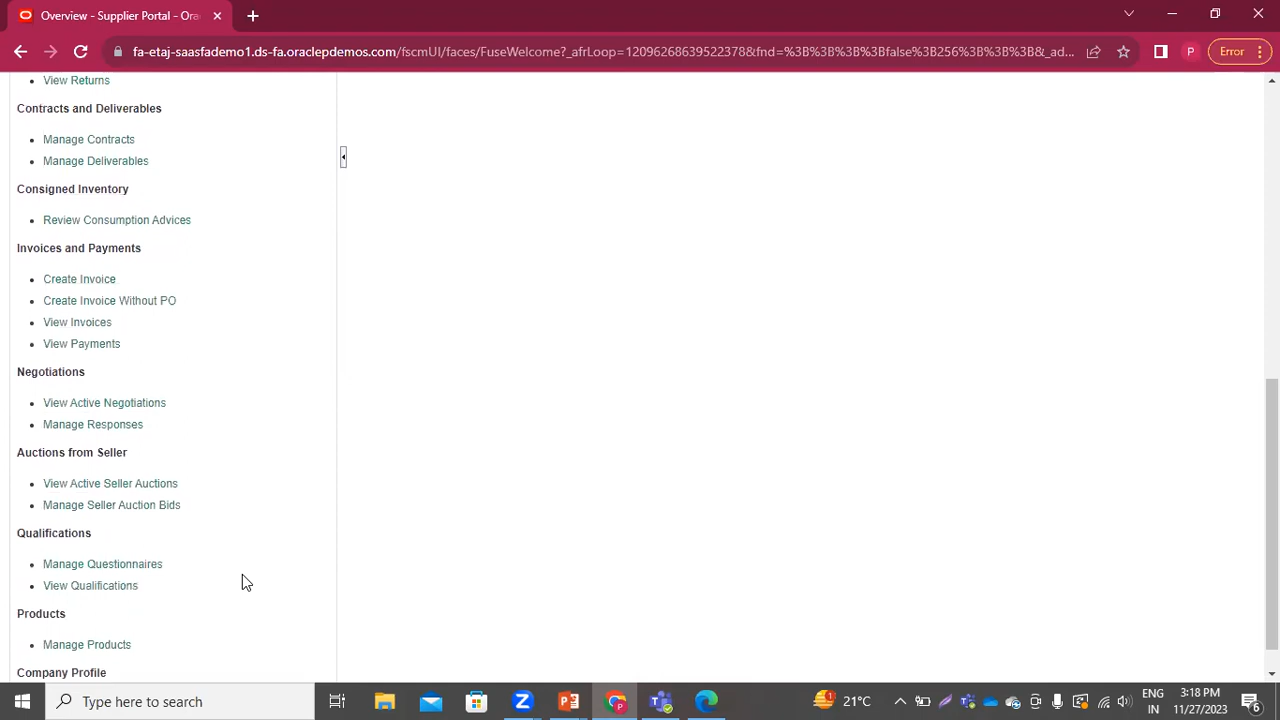 Overview - Supplier Portal - Ora
fa-etaj-saasfademo1.ds-fa.oraclepdemos.com/fscmUI/faces/FuseWelcome?_afrLoop=12096268639522378&fnd=%3B%3B%3B%3Bfalse%3B256%3B%3B%3B&_ad...
P
Error
View Returns
Contracts and Deliverables
Manage Contracts
Manage Deliverables
Consigned Inventory
Review Consumption Advices
Invoices and Payments
Create Invoice
Create Invoice Without PO
View Invoices
View Payments
Negotiations
View Active Negotiations
Manage Responses
Auctions from Seller
View Active Seller Auctions
Manage Seller Auction Bids
Qualifications
Manage Questionnaires
View Qualifications
Products
Manage Products
Company Profile
Type here to search
21°C
ENG
IN
3:18 PM
11/27/2023
6